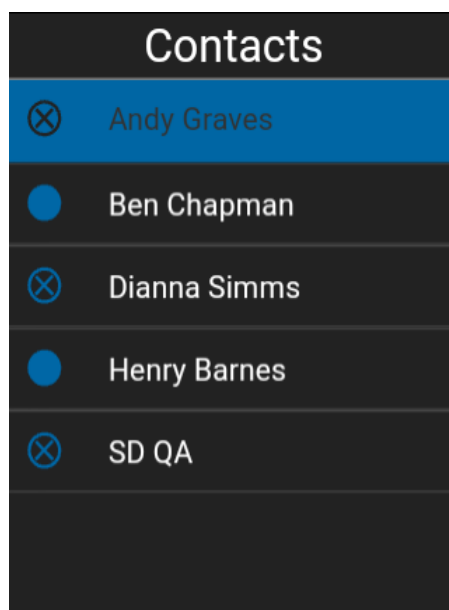 Contacts
Andy Graves
Ben Chapman
Dianna Simms
Henry Barnes
SD QA